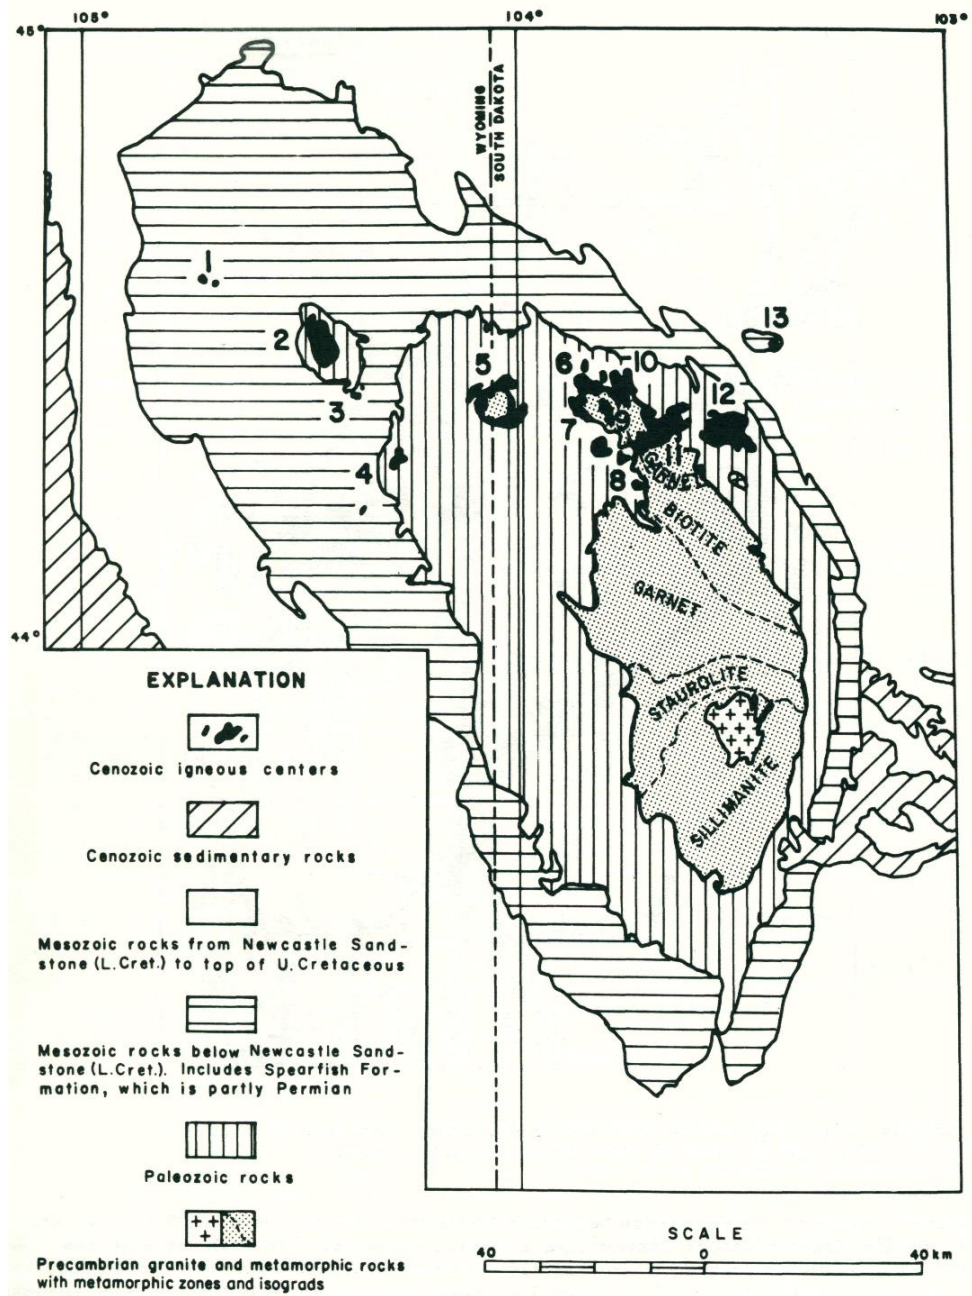 45° 105° 104° 103°
WYOMING
SOUTH DAKOTA
1
13
2
5
6
10
3
12
7
9
4
11
8
GARNET
BIOTITE
GARNET
44°
STAUROLITE
SILLIMANITE
EXPLANATION
Cenozoic igneous centers
Cenozoic sedimentary rocks
Mesozoic rocks from Newcastle Sand-
stone (L.Cret.) to top of U.Cretaceous
Mesozoic rocks below Newcastle Sand-
stone (L.Cret.). Includes Spearfish For-
mation, which is partly Permian
Paleozoic rocks
Precambrian granite and metamorphic rocks
with metamorphic zones and isograds
SCALE
40 0 40 km